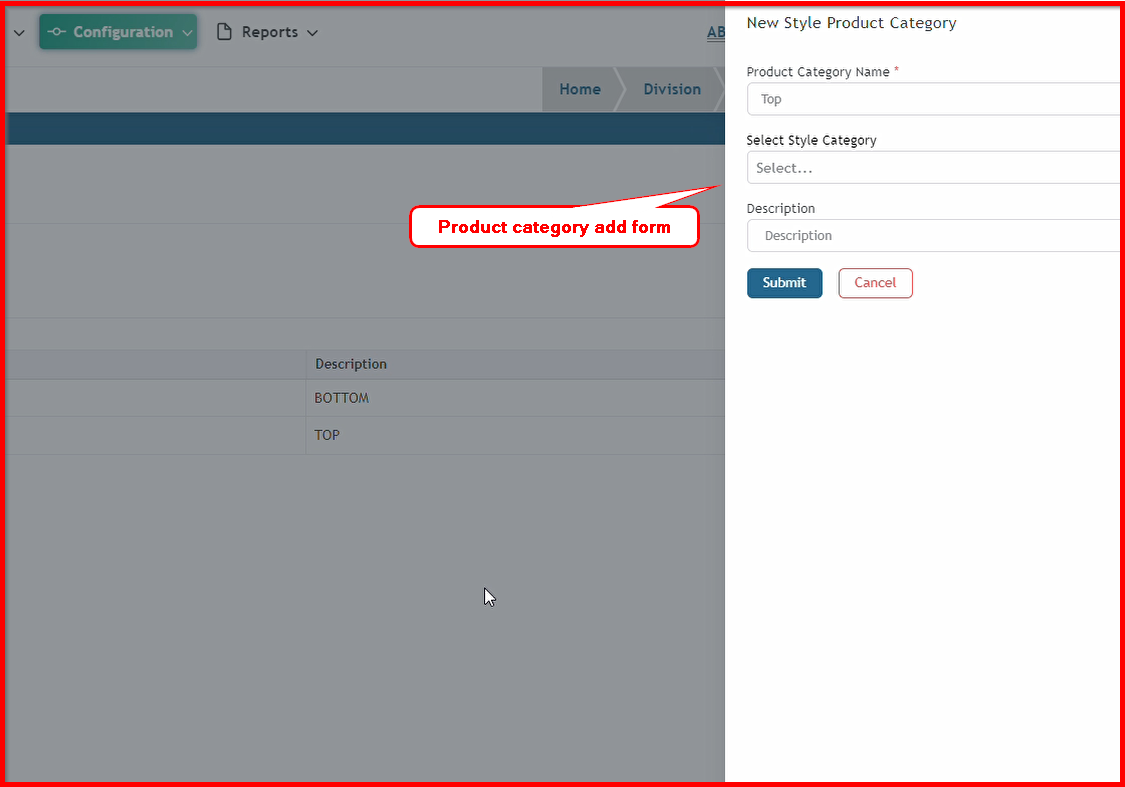 Configuration
Reports
AB
Home
Division
New Style Product Category
Product Category Name *
Top
Select Style Category
Select...
Product category add form
Description
Description
Submit
Cancel
Description
BOTTOM
TOP